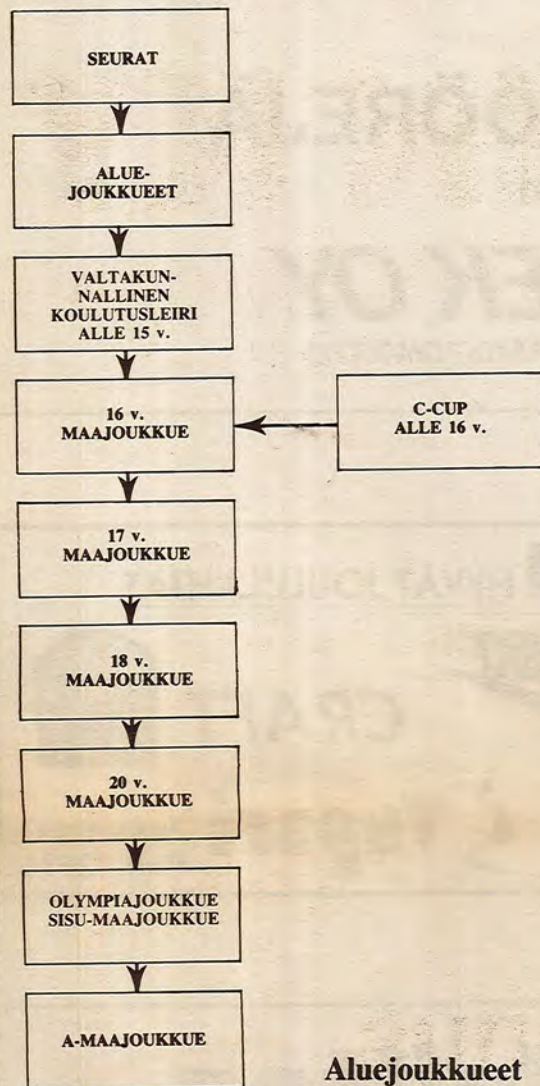 SEURAT
ALUE-
JOUKKUEET
VALTAKUN-
NALLINEN
KOULUTUSLEIRI
ALLE 15 v.
16 v.
MAAJOUKKUE
C-CUP
ALLE 16 v.
17 v.
MAAJOUKKUE
18 v.
MAAJOUKKUE
20 v.
MAAJOUKKUE
OLYMPIAJOUKKUE
SISU-MAAJOUKKUE
A-MAAJOUKKUE
Aluejoukkueet